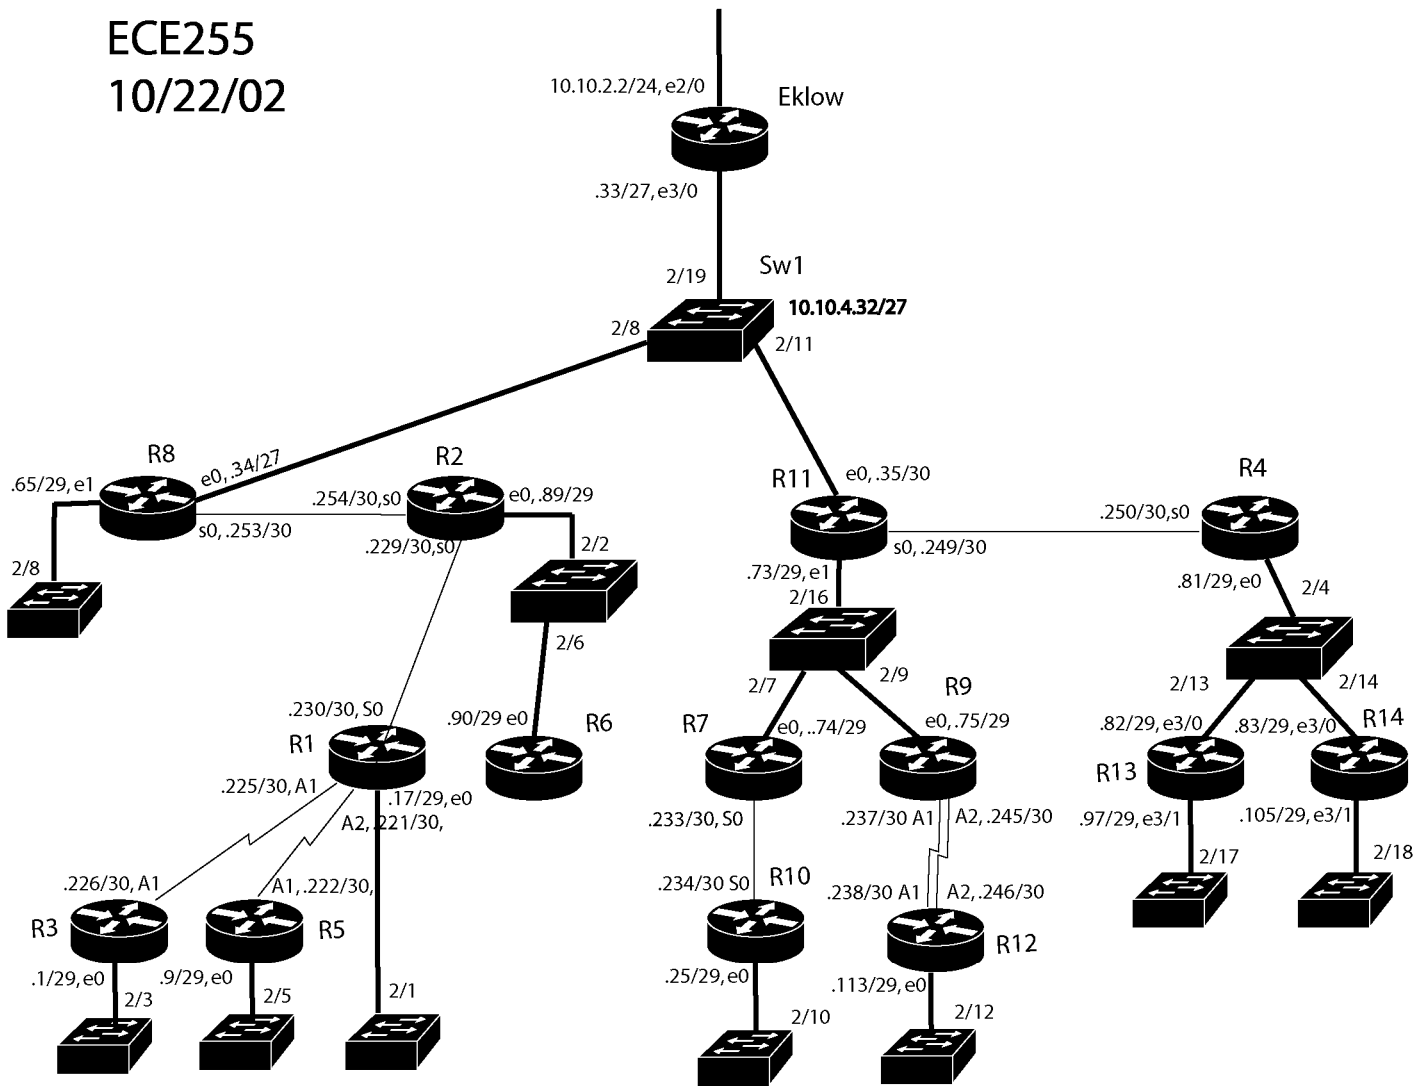 ECE255
10/22/02
10.10.2.2/24, e2/0
Eklow
.33/27, e3/0
Sw1
2/19
10.10.4.32/27
2/8
2/11
R8
e0, .34/27
R2
.65/29, e1
.254/30,s0
e0, .89/29
s0, .253/30
.229/30,s0
2/2
2/8
2/6
R11
e0, .35/30
R4
.250/30,s0
s0, .249/30
.73/29, e1
2/16
.81/29, e0
2/4
2/7
2/9
R9
2/13
2/14
.230/30, S0
R1
.90/29 e0
R6
R7
e0, ..74/29
e0, .75/29
.82/29, e3/0
.83/29, e3/0
R14
R13
.225/30, A1
.17/29, e0
A2, .221/30,
.233/30, S0
.237/30 A1
A2, .245/30
.97/29, e3/1
.105/29, e3/1
2/17
2/18
.226/30, A1
A1, .222/30,
.234/30 S0
R10
.238/30 A1
A2, .246/30
R3
R5
R12
.1/29, e0
.9/29, e0
.25/29, e0
.113/29, e0
2/3
2/5
2/1
2/10
2/12